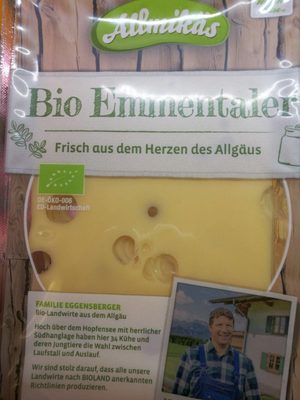 Allmikäs
Bio Emmentaler
Frisch aus dem Herzen des Allgäus
DE-ÖKO-006
EU-Landwirtschaft
FAMILIE EGGENSBERGER
Bio-Landwirte aus dem Allgäu
Hoch über dem Hopfensee mit herrlicher
Südhanglage haben hier 34 Kühe und
deren Jungtiere die Wahl zwischen
Laufstall und Auslauf.
Wir sind stolz darauf, dass alle unsere
Landwirte nach BIOLAND anerkannten
Richtlinien produzieren.